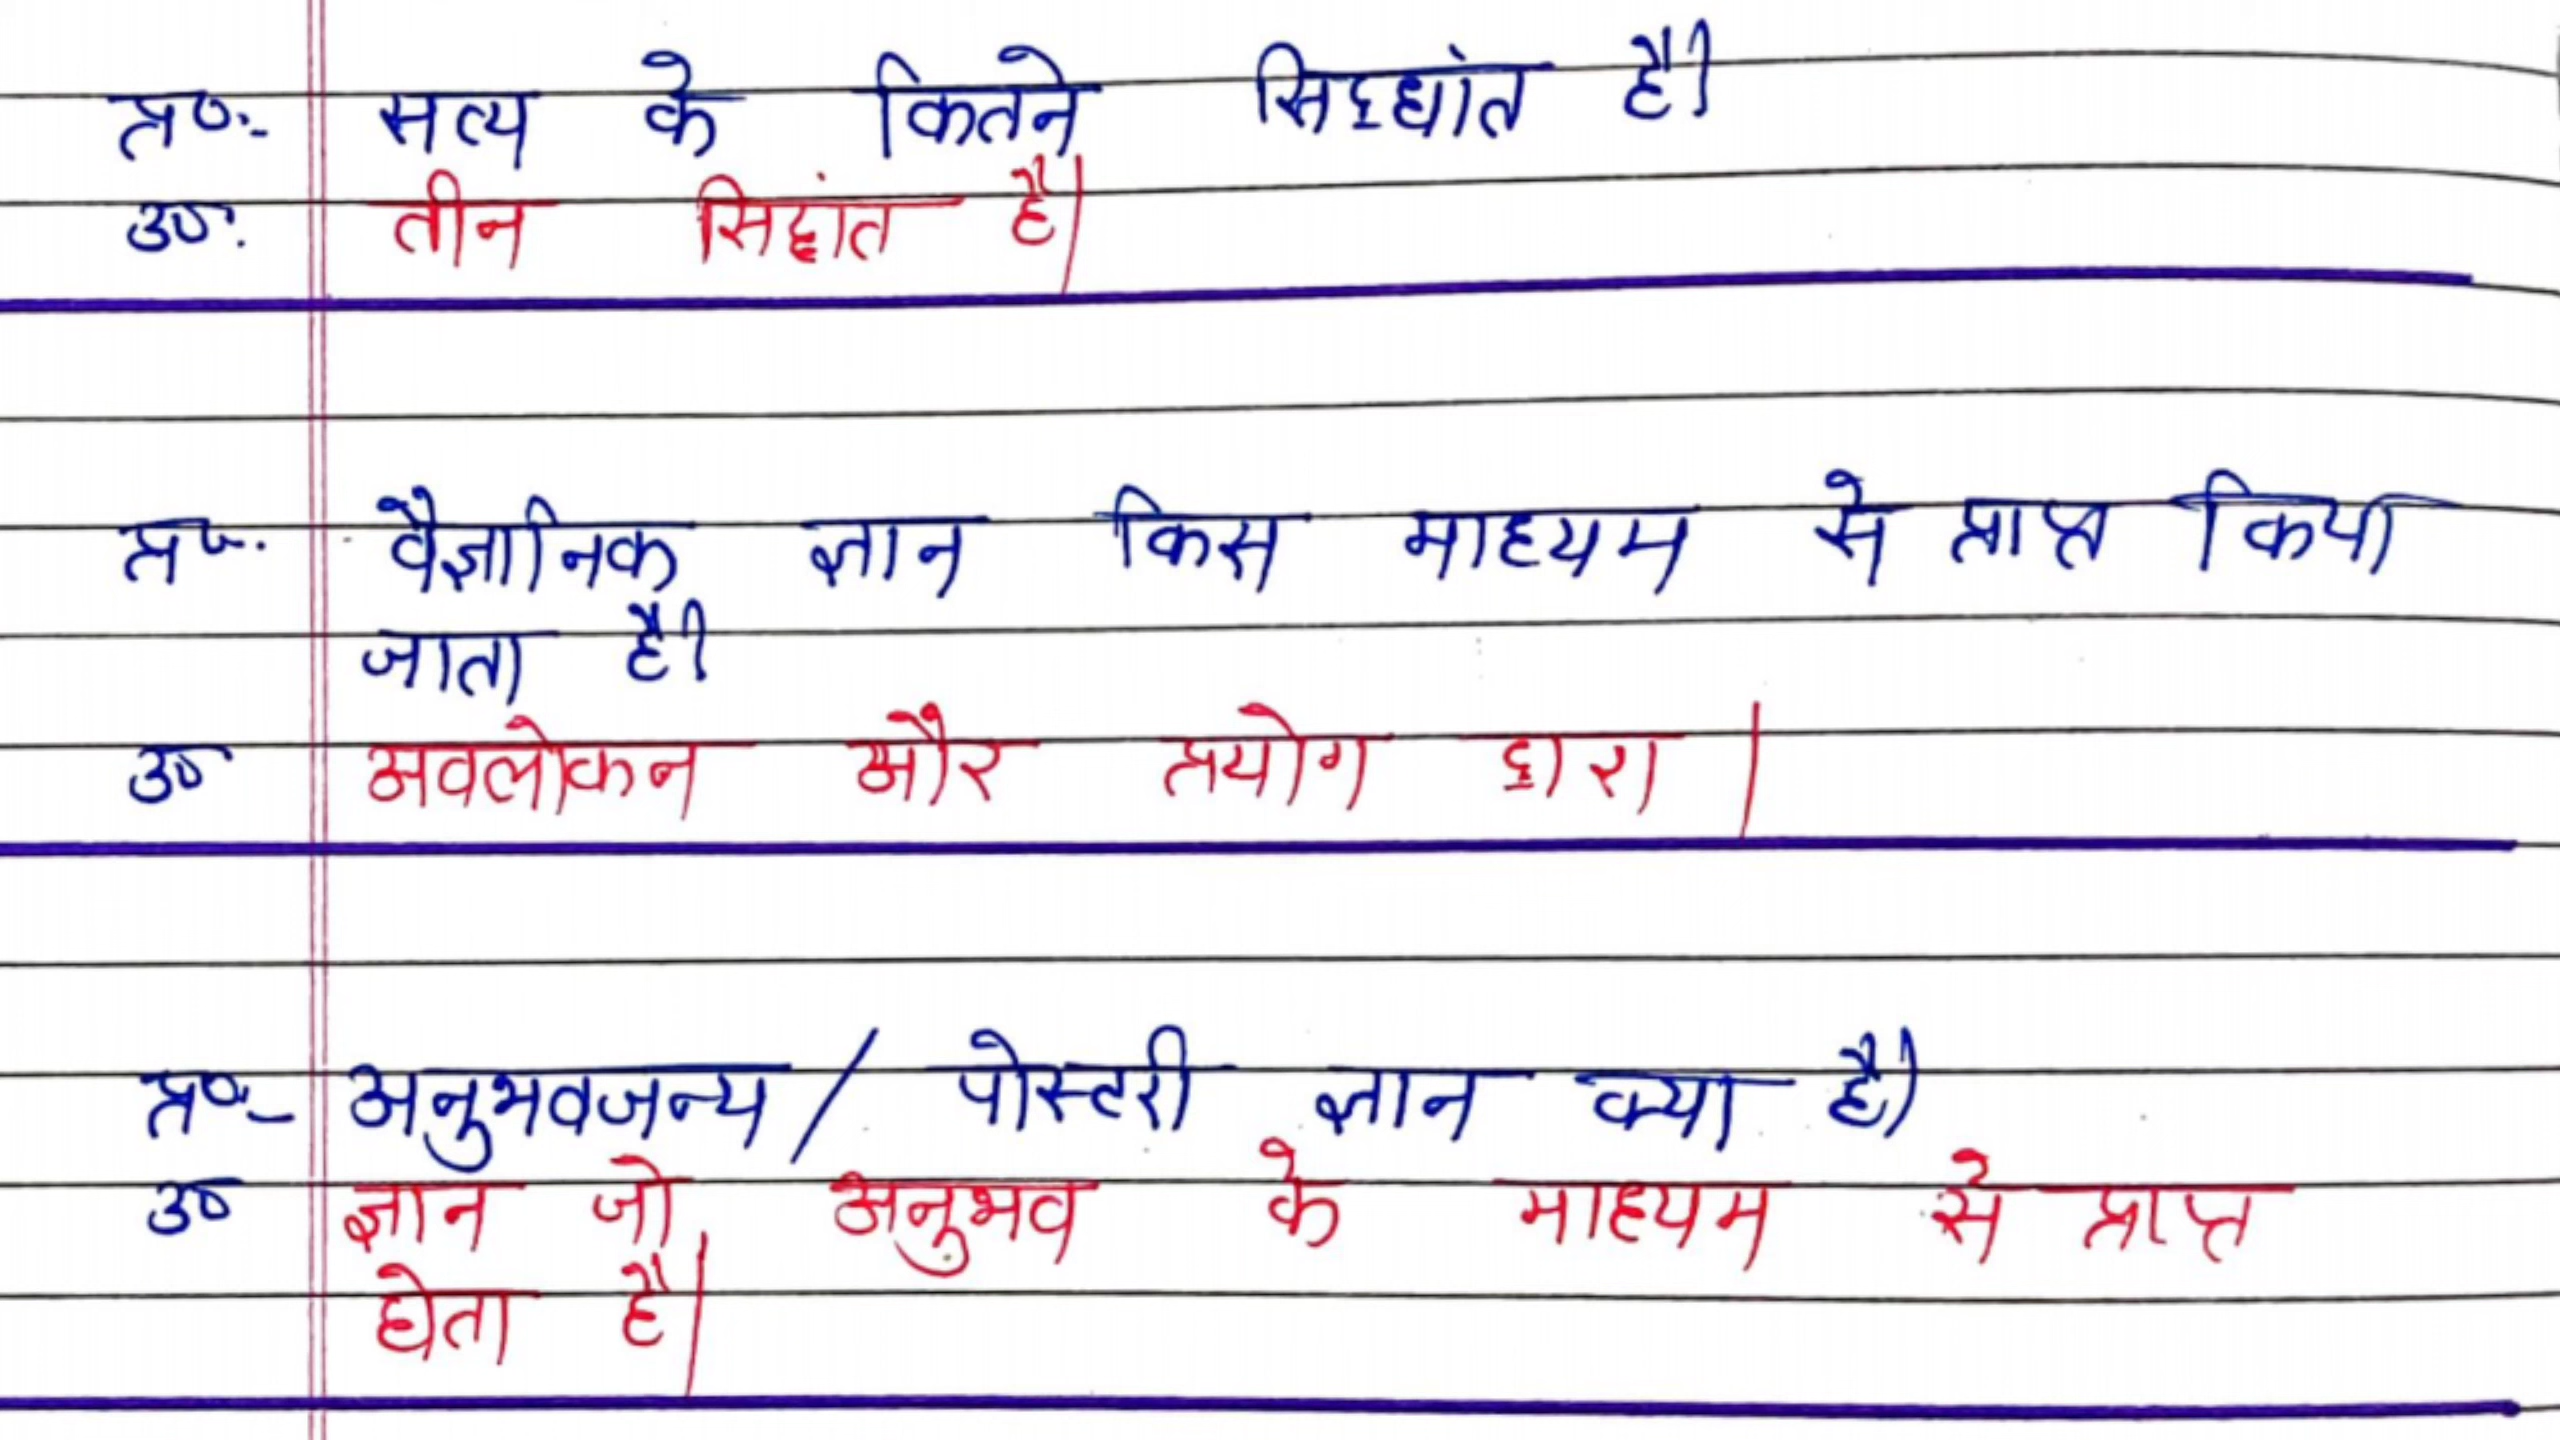 प्र०:- सत्य के कितने सिद्धांत है।
उ०. तीन सिद्धांत है|
प्र०. वैज्ञानिक ज्ञान किस माध्यम से प्राप्त किया
जाता है।
उ० अवलोकन और प्रयोग द्वारा |
प्र०- अनुभवजन्य / पोस्टरी ज्ञान क्या है।
उ० ज्ञान जो अनुभव के माध्यम से प्राप्त
होता है|